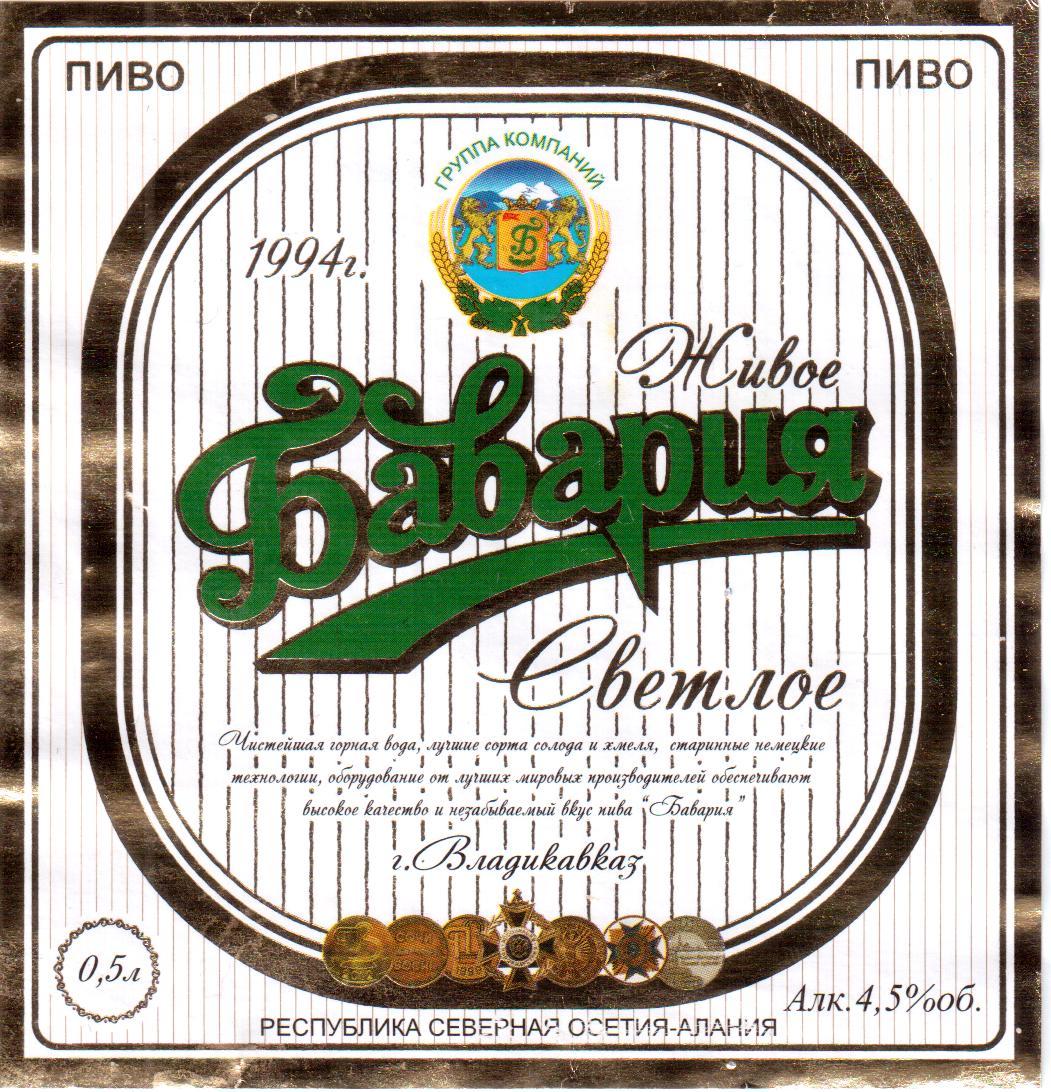 ПИВО
ПИВО
ГРУППА КОМПАНИЙ
Б
1994г.
Живое
Бавария
Светлое
Чистейшая горная вода, лучшие сорта солода и хмеля, старинные немецкие
технологии, оборудование от лучших мировых производителей обеспечивают
высокое качество и незабываемый вкус пива "Бавария"
г.Владикавказ
0,5л
Алк.4,5%об.
РЕСПУБЛИКА СЕВЕРНАЯ ОСЕТИЯ-АЛАНИЯ